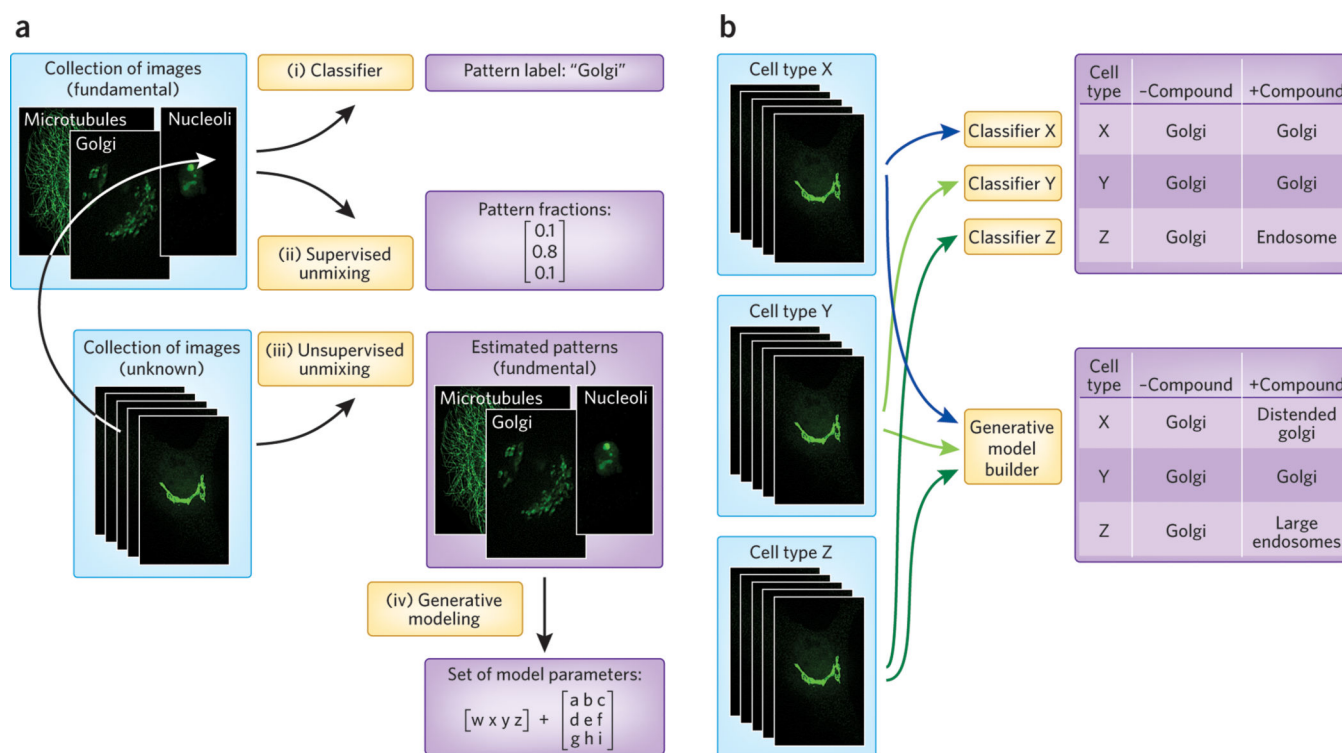 a
Collection of images
(fundamental)
Microtubules
Golgi
Nucleoli
(i) Classifier
Pattern label: “Golgi”
(ii) Supervised
unmixing
Pattern fractions:
0.1
0.8
0.1
Collection of images
(unknown)
(iii) Unsupervised
unmixing
Estimated patterns
(fundmental)
Microtubules
Golgi
Nucleoli
(iv) Generative
modeling
Set of model parameters:
[w x y z] + [a b c
d e f
g h i]
b
Cell type X
Cell type Y
Cell type Z
Classifier X
Classifier Y
Classifier Z
Generative
model
builder
Cell
type –Compound +Compound
X Golgi Golgi
Y Golgi Golgi
Z Golgi Endosome
Cell
type –Compound +Compound
X Golgi Distended
golgi
Y Golgi Golgi
Z Golgi Large
endosomes